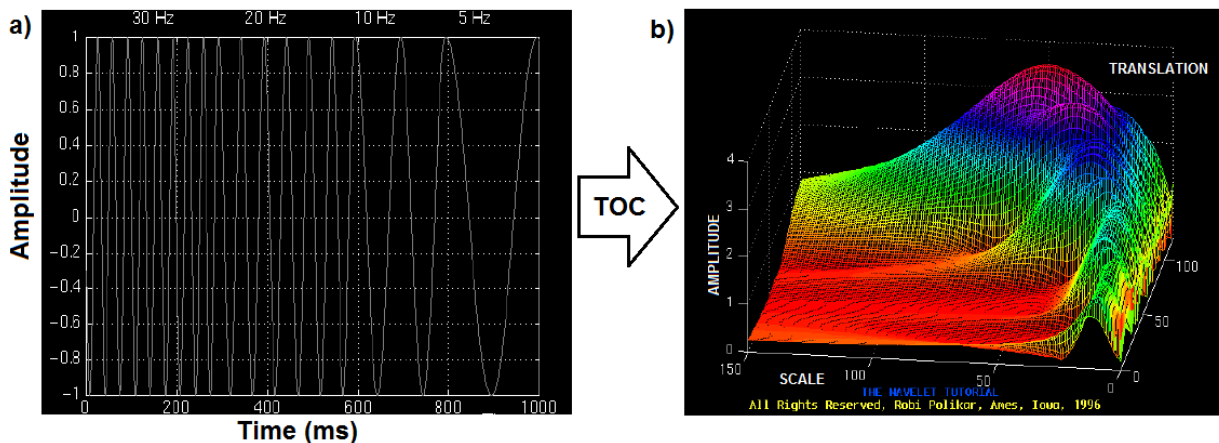 a)
30 Hz 20 Hz 10 Hz 5 Hz
Amplitude
1
0.8
0.6
0.4
0.2
0
-0.2
-0.4
-0.6
-0.8
-1
0 200 400 600 800 1000
Time (ms)
TOC
b)
TRANSLATION
AMPLITUDE
4
3
2
1
0
150 100 50 0
SCALE
0 50 100
THE WAVELET TUTORIAL
All Rights Reserved, Robi Polikar, Ames, Iowa, 1996